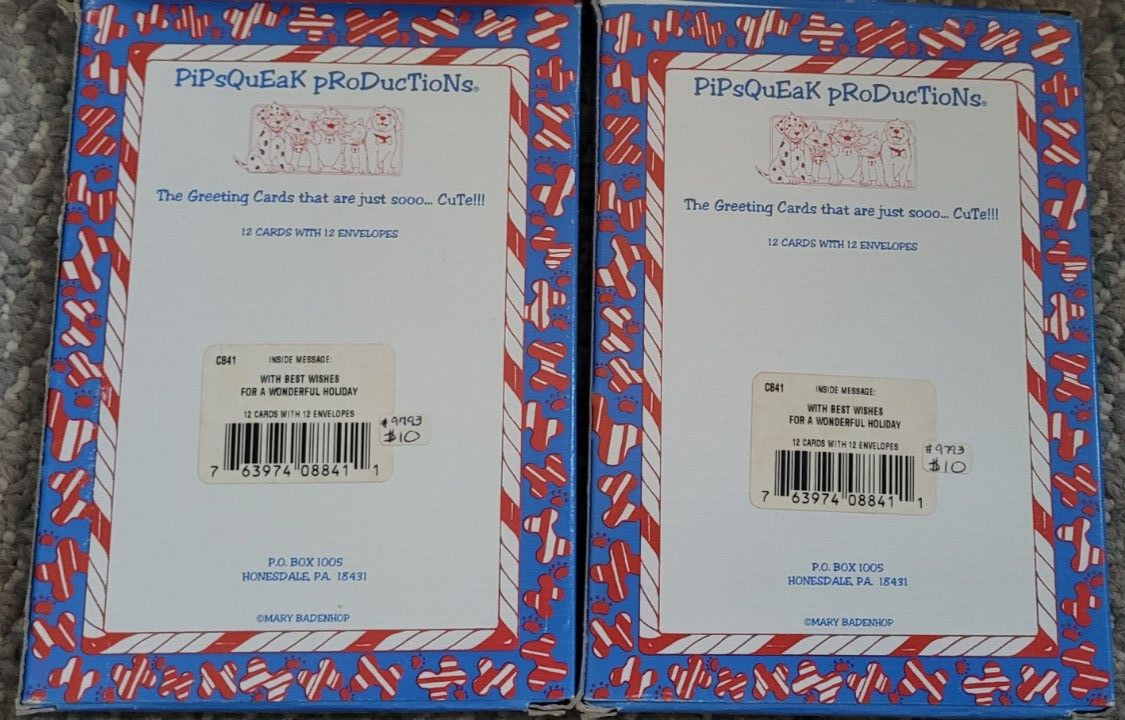 PiPsQuEaK pRoDucTioNs®
The Greeting Cards that are just sooo... CuTe!!!
12 CARDS WITH 12 ENVELOPES
C841 INSIDE MESSAGE:
WITH BEST WISHES
FOR A WONDERFUL HOLIDAY
12 CARDS WITH 12 ENVELOPES
7 63974 08841 1
#9793
$10
P.O. BOX 1005
HONESDALE, PA. 18431
©MARY BADENHOP
PiPsQuEaK pRoDucTioNs®
The Greeting Cards that are just sooo... CuTe!!!
12 CARDS WITH 12 ENVELOPES
C841 INSIDE MESSAGE:
WITH BEST WISHES
FOR A WONDERFUL HOLIDAY
12 CARDS WITH 12 ENVELOPES
7 63974 08841 1
#9793
$10
P.O. BOX 1005
HONESDALE, PA. 18431
©MARY BADENHOP